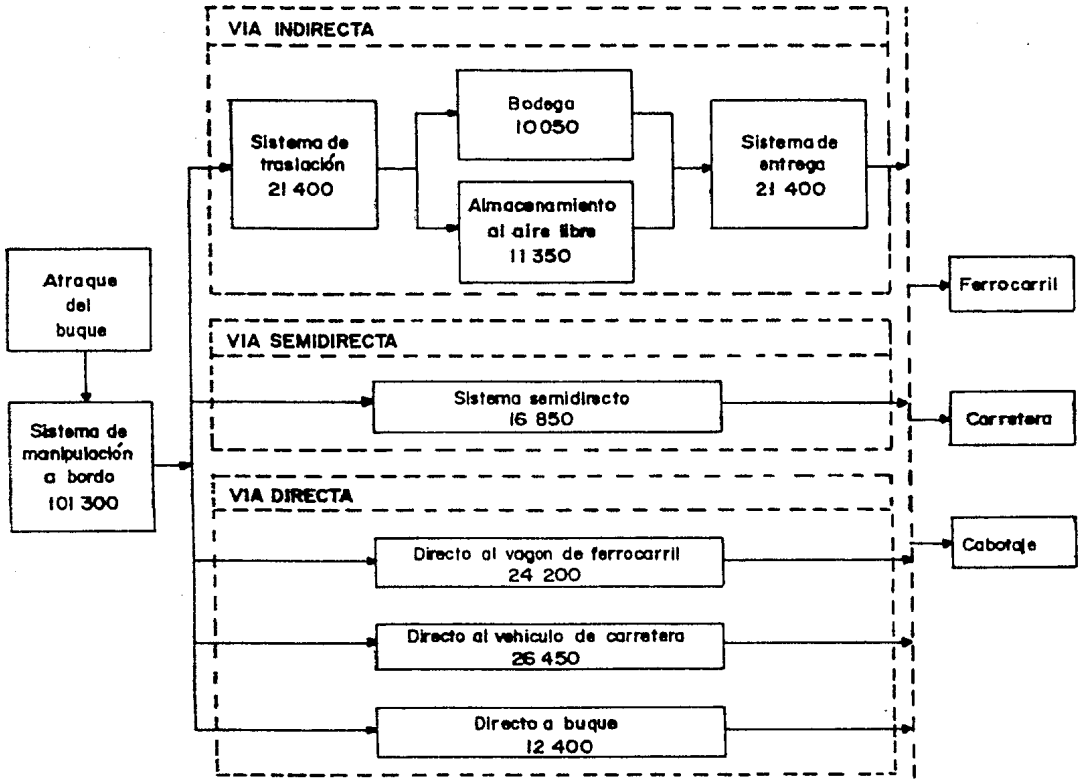 VIA INDIRECTA
Sistema de
traslación
21 400
Bodega
10 050
Almacenamiento
al aire libre
11 350
Sistema de
entrega
21 400
Atraque
del
buque
Sistema de
manipulación
a bordo
101 300
VIA SEMIDIRECTA
Sistema semidirecto
16 850
VIA DIRECTA
Directo al vagon de ferrocarril
24 200
Directo al vehiculo de carretera
26 450
Directo a buque
12 400
Ferrocarril
Carretera
Cabotaje